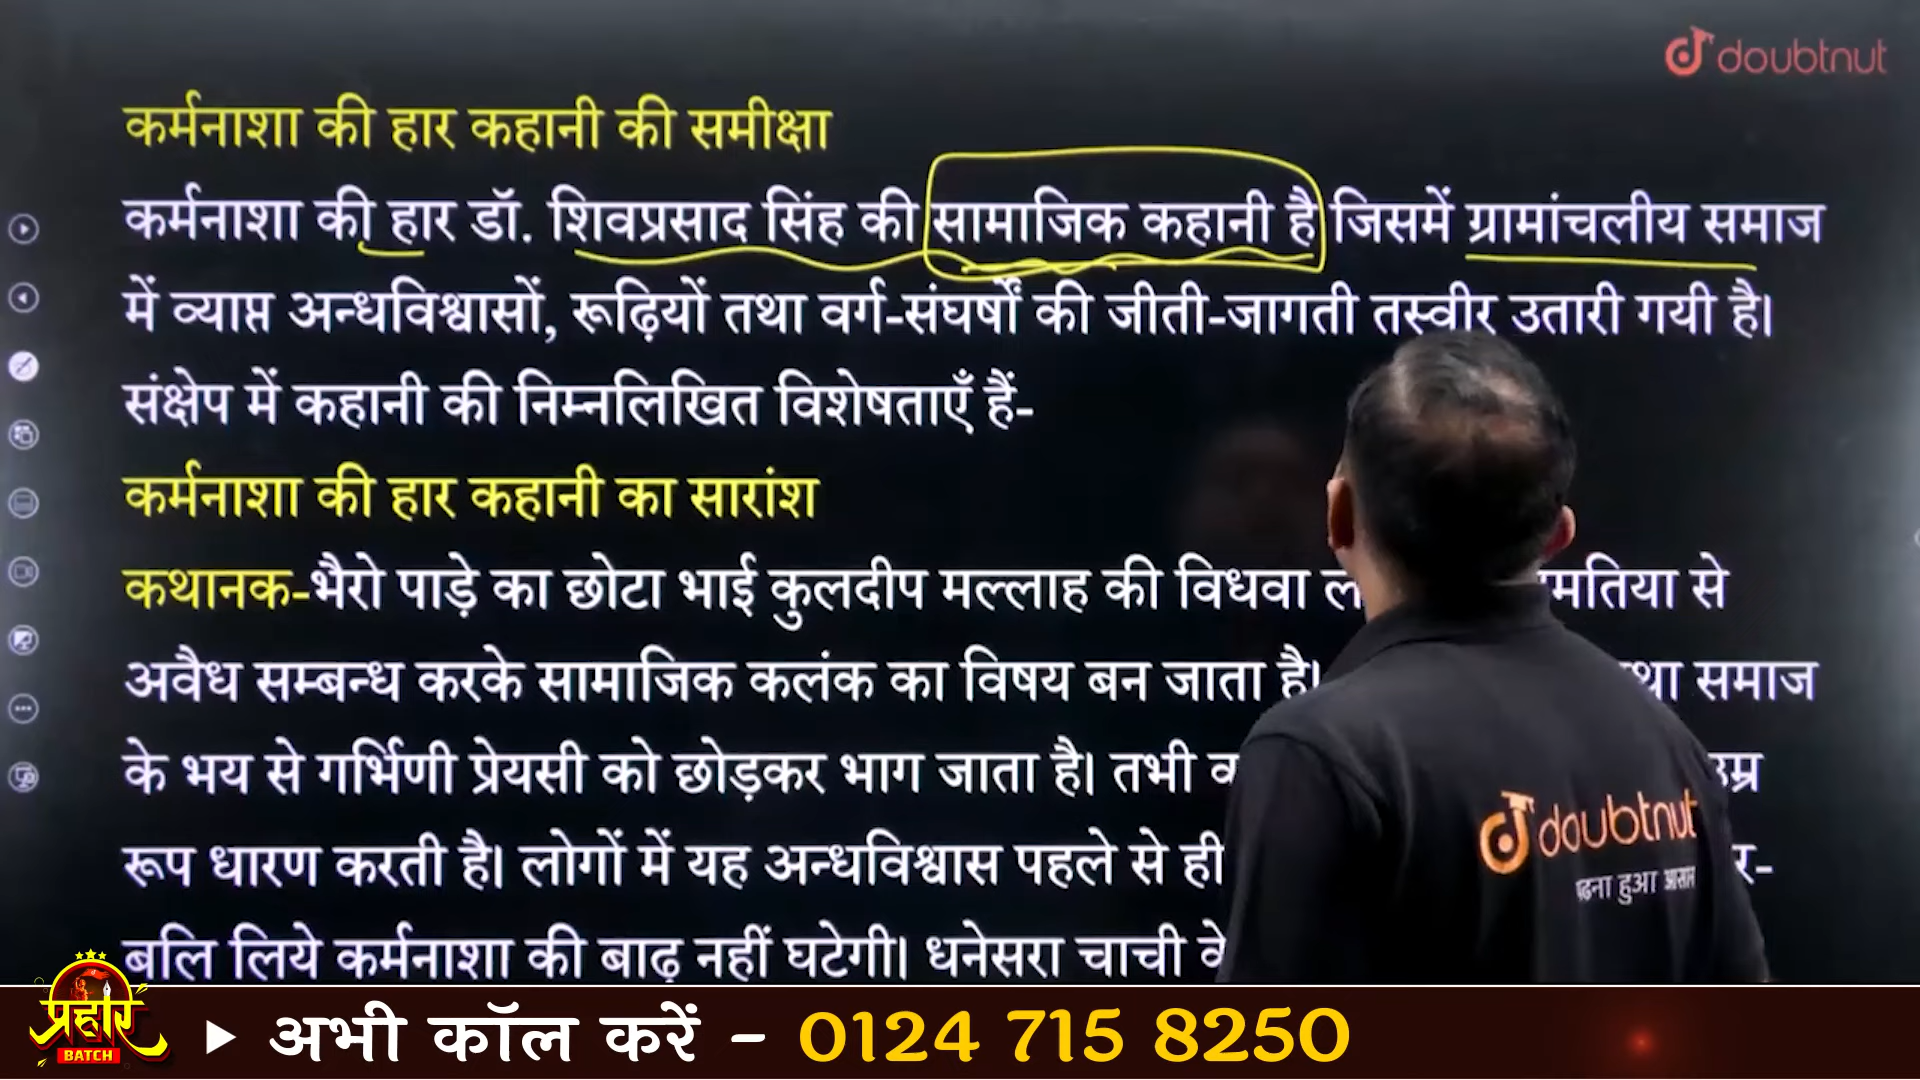 doubtnut
कर्मनाशा की हार कहानी की समीक्षा
कर्मनाशा की हार डॉ. शिवप्रसाद सिंह की सामाजिक कहानी है जिसमें ग्रामांचलीय समाज
में व्याप्त अन्धविश्वासों, रूढ़ियों तथा वर्ग-संघर्षों की जीती-जागती तस्वीर उतारी गयी है।
संक्षेप में कहानी की निम्नलिखित विशेषताएँ हैं-
कर्मनाशा की हार कहानी का सारांश
कथानक-भैरो पाड़े का छोटा भाई कुलदीप मल्लाह की विधवा से
अवैध सम्बन्ध करके सामाजिक कलंक का विषय बन जाता है। समाज
के भय से गर्भिणी प्रेयसी को छोड़कर भाग जाता है। तभी
रूप धारण करती है। लोगों में यह अन्धविश्वास पहले से ही
बलि लिये कर्मनाशा की बाढ़ नहीं घटेगी। धनेसरा चाची
doubtnut
पढना हुआ आसान
प्रहार
BATCH
अभी कॉल करें - 0124 715 8250